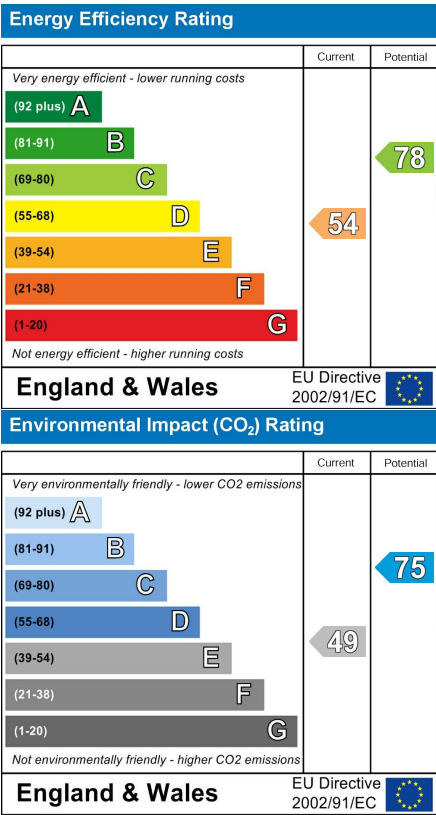 Energy Efficiency Rating
Current Potential
Very energy efficient - lower running costs
(92 plus) A
(81-91) B
(69-80) C
78
(55-68) D
54
(39-54) E
(21-38) F
(1-20) G
Not energy efficient - higher running costs
England & Wales
EU Directive
2002/91/EC
Environmental Impact (CO₂) Rating
Current Potential
Very environmentally friendly - lower CO2 emissions
(92 plus) A
(81-91) B
(69-80) C
75
(55-68) D
(39-54) E
49
(21-38) F
(1-20) G
Not environmentally friendly - higher CO2 emissions
England & Wales
EU Directive
2002/91/EC